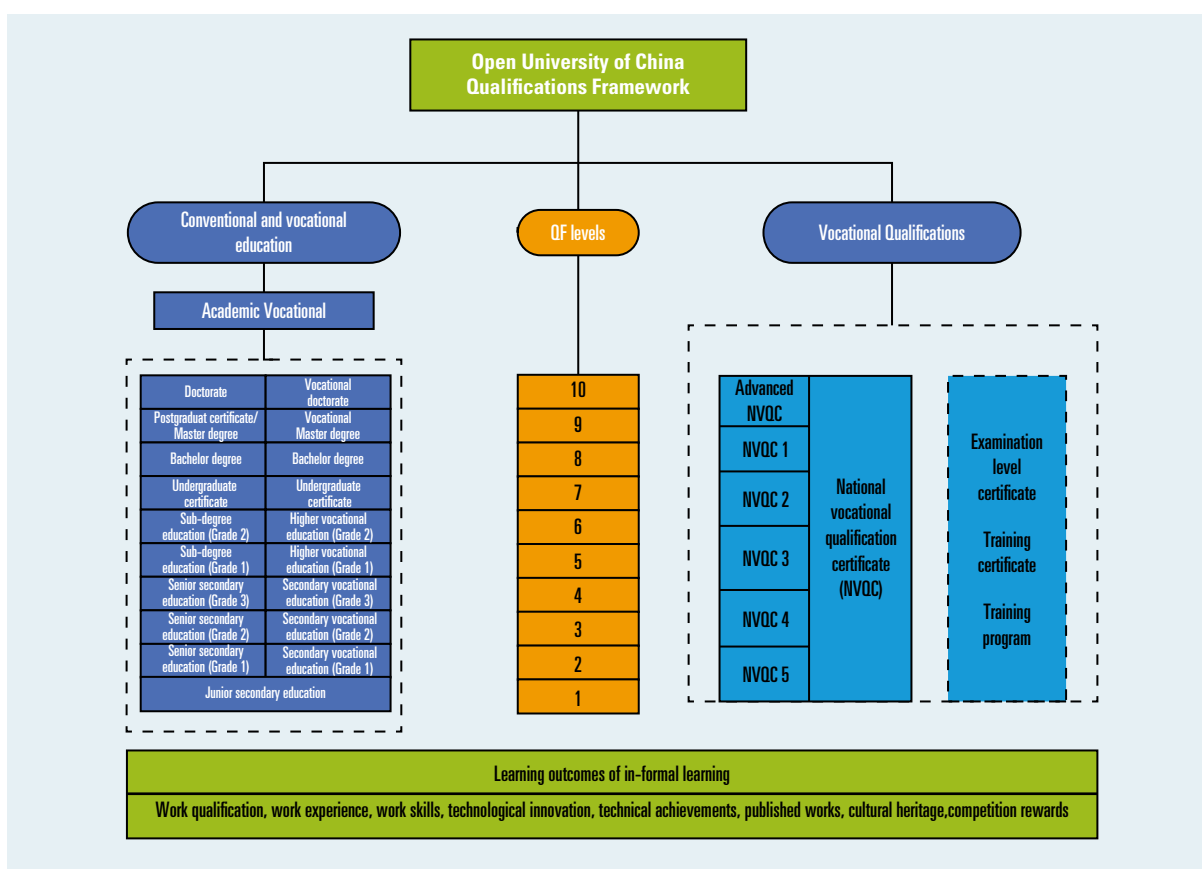 Open University of China
Qualifications Framework
Conventional and vocational
education
QF levels
Vocational Qualifications
Academic Vocational
Doctorate
Vocational
doctorate
Postgraduat certificate/
Master degree
Vocational
Master degree
Bachelor degree
Bachelor degree
Undergraduate
certificate
Undergraduate
certificate
Sub-degree
education (Grade 2)
Higher vocational
education (Grade 2)
Sub-degree
education (Grade 1)
Higher vocational
education (Grade 1)
Senior secondary
education (Grade 3)
Secondary vocational
education (Grade 3)
Senior secondary
education (Grade 2)
Secondary vocational
education (Grade 2)
Senior secondary
education (Grade 1)
Secondary vocational
education (Grade 1)
Junior secondary education
10
9
8
7
6
5
4
3
2
1
Advanced
NVQC
NVQC 1
NVQC 2
NVQC 3
NVQC 4
NVQC 5
National
vocational
qualification
certificate
(NVQC)
Examination
level
certificate
Training
certificate
Training
program
Learning outcomes of in-formal learning
Work qualification, work experience, work skills, technological innovation, technical achievements, published works, cultural heritage,competition rewards